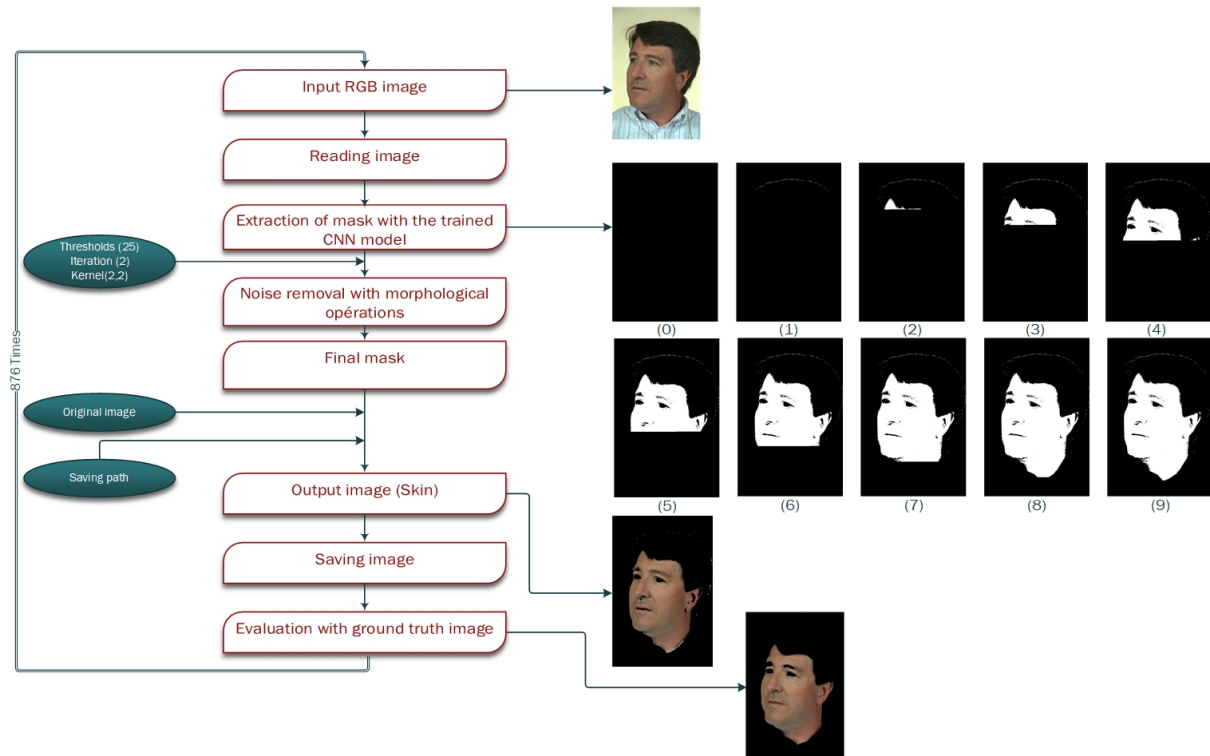 Input RGB image
Reading image
Extraction of mask with the trained
CNN model
Thresholds (25)
Iteration (2)
Kernel(2,2)
Noise removal with morphological
opérations
Final mask
876 Times
Original image
Saving path
Output image (Skin)
Saving image
Evaluation with ground truth image
(0)
(1)
(2)
(3)
(4)
(5)
(6)
(7)
(8)
(9)